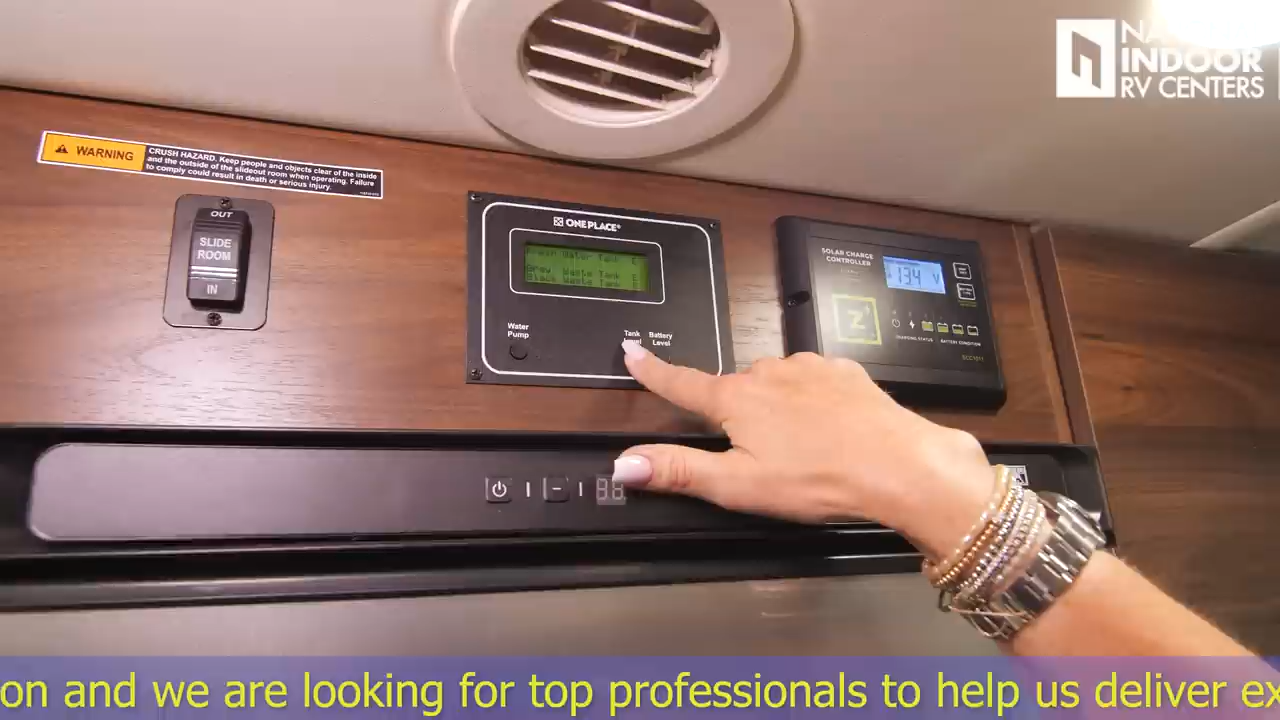 NA
INDOOR
RV CENTERS
WARNING
CRUSH HAZARD. Keep people and objects clear of the inside
and the outside of the slideout room when operating. Failure
to comply could result in death or serious injury.
OUT
SLIDE
ROOM
IN
ONE PLACE®
Water Tank E
Grey Waste Tank E
Black Waste Tank E
Water
Pump
Tank
Level
Battery
Level
SOLAR CHARGE
CONTROLLER
13.4 V
Z
CHARGING STATUS
BATTERY CONDITION
88
on and we are looking for top professionals to help us deliver ex